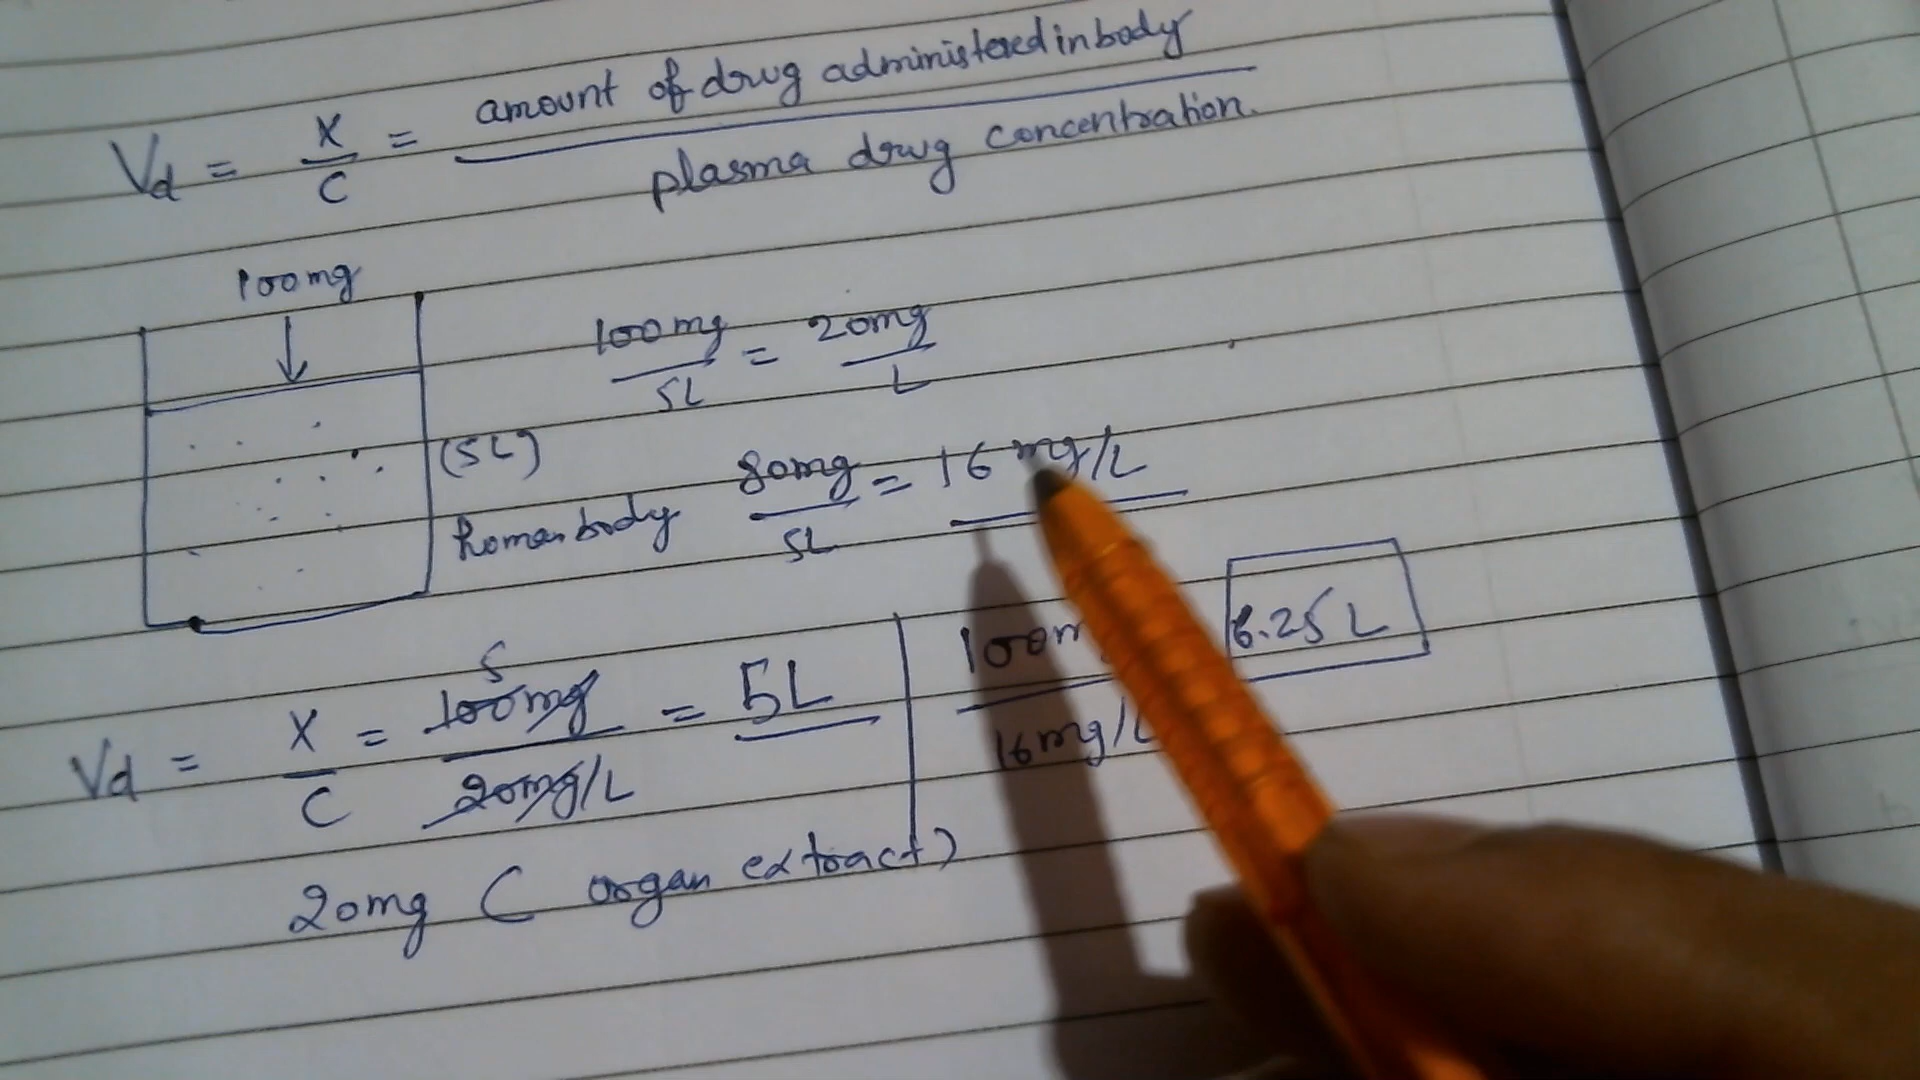 Vd = X/C = amount of drug administered in body / plasma drug concentration.
100mg
100mg/5L = 20mg/L
(5L)
human body 80mg/5L = 16 mg/L
Vd = X/C = 100mg/20mg/L = 5L
5
100m
16mg/L
6.25 L
20mg ( organ extract)